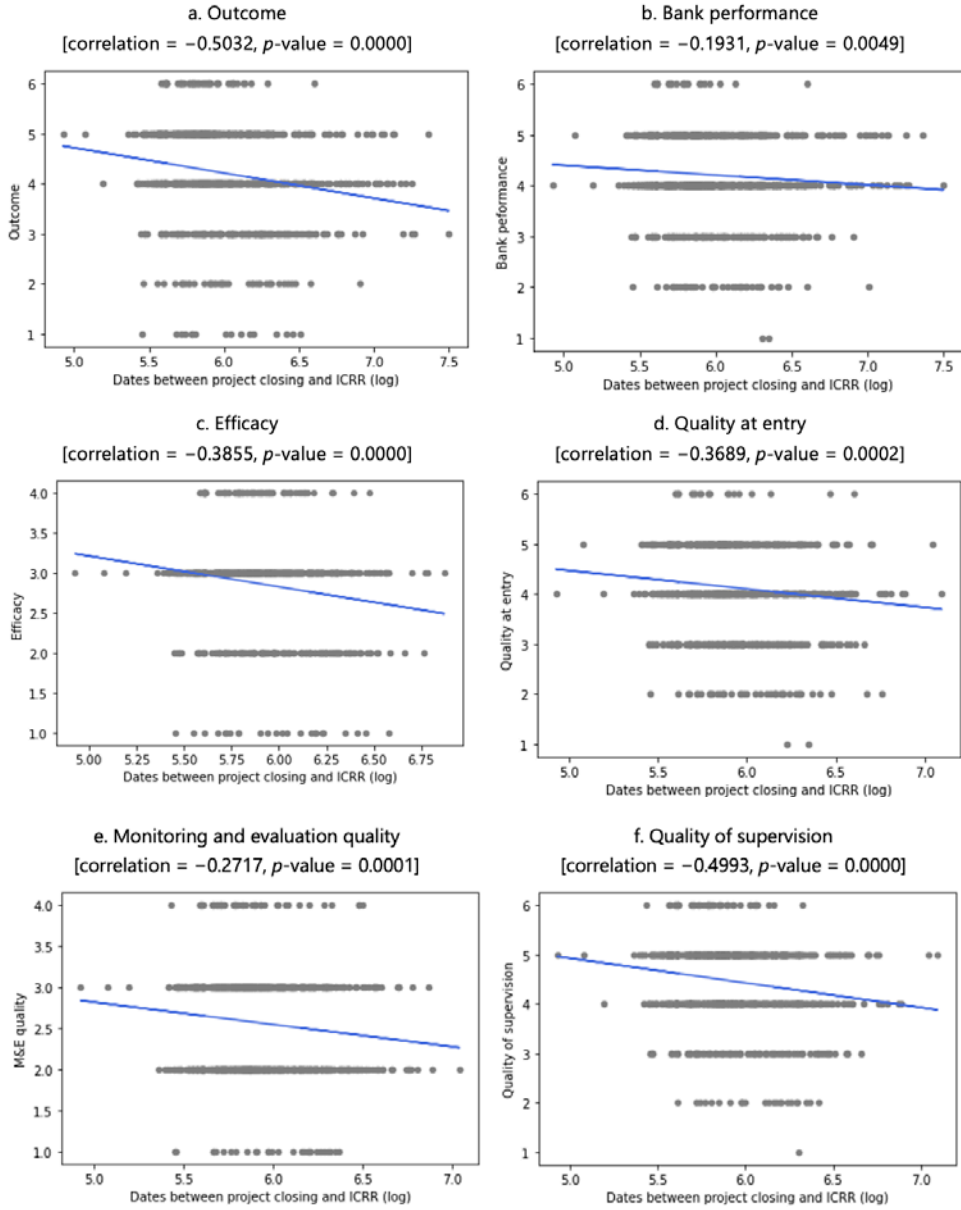 a. Outcome
[correlation = −0.5032, p-value = 0.0000]
6
5
4
3
2
1
Outcome
5.0 5.5 6.0 6.5 7.0 7.5
Dates between project closing and ICRR (log)
b. Bank performance
[correlation = −0.1931, p-value = 0.0049]
6
5
4
3
2
1
Bank peformance
5.0 5.5 6.0 6.5 7.0 7.5
Dates between project closing and ICRR (log)
c. Efficacy
[correlation = −0.3855, p-value = 0.0000]
4.0
3.5
3.0
2.5
2.0
1.5
1.0
Efficacy
5.00 5.25 5.50 5.75 6.00 6.25 6.50 6.75
Dates between project closing and ICRR (log)
d. Quality at entry
[correlation = −0.3689, p-value = 0.0002]
6
5
4
3
2
1
Quality at entry
5.0 5.5 6.0 6.5 7.0
Dates between project closing and ICRR (log)
e. Monitoring and evaluation quality
[correlation = −0.2717, p-value = 0.0001]
4.0
3.5
3.0
2.5
2.0
1.5
1.0
M&E quality
5.0 5.5 6.0 6.5 7.0
Dates between project closing and ICRR (log)
f. Quality of supervision
[correlation = −0.4993, p-value = 0.0000]
6
5
4
3
2
1
Quality of supervision
5.0 5.5 6.0 6.5 7.0
Dates between project closing and ICRR (log)